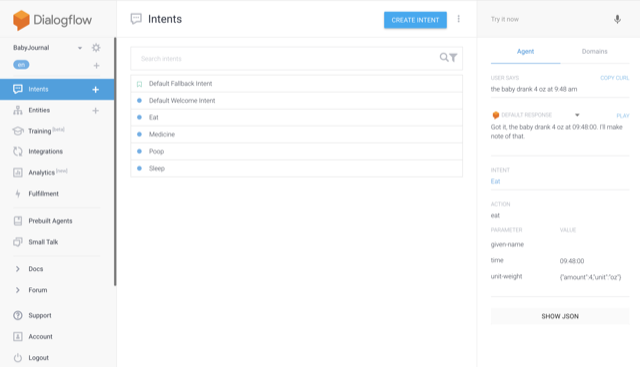 Dialogflow
BabyJournal
en
Intents
Entities
Training [beta]
Integrations
Analytics [new]
Fulfillment
Prebuilt Agents
Small Talk
Docs
Forum
Support
Account
Logout
Intents
CREATE INTENT
Search intents
Default Fallback Intent
Default Welcome Intent
Eat
Medicine
Poop
Sleep
Try it now
Agent Domains
USER SAYS COPY CURL
the baby drank 4 oz at 9:48 am
DEFAULT RESPONSE PLAY
Got it, the baby drank 4 oz at 09:48:00. I'll make
note of that.
INTENT
Eat
ACTION
eat
PARAMETER VALUE
given-name
time 09:48:00
unit-weight {"amount":4,"unit":"oz"}
SHOW JSON